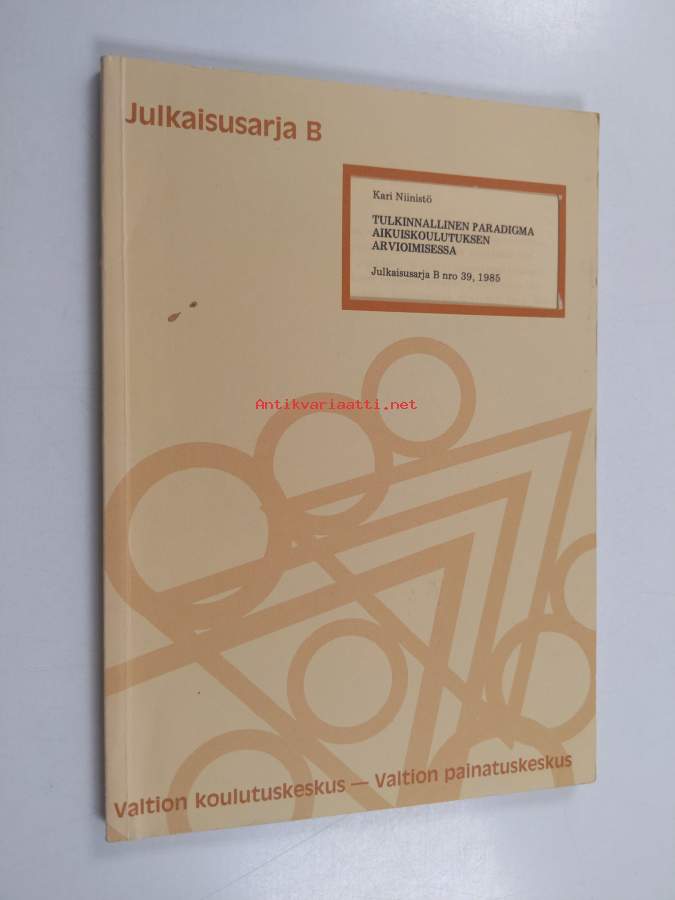 Julkaisusarja B
Kari Niinistö
TULKINNALLINEN PARADIGMA
AIKUISKOULUTUKSEN
ARVIOIMISESSA
Julkaisusarja B nro 39, 1985
Antikvariaatti.net
Valtion koulutuskeskus — Valtion painatuskeskus